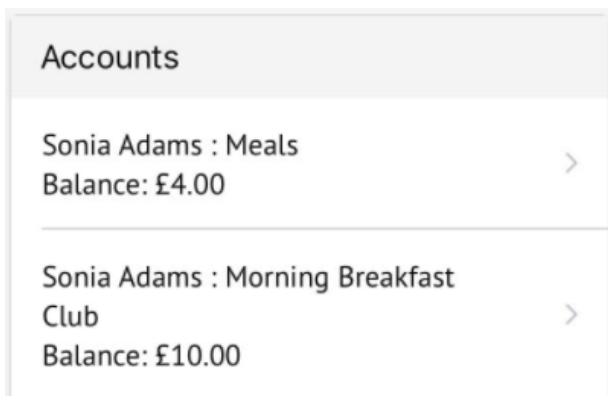 Accounts
Sonia Adams : Meals
Balance: £4.00
Sonia Adams : Morning Breakfast
Club
Balance: £10.00